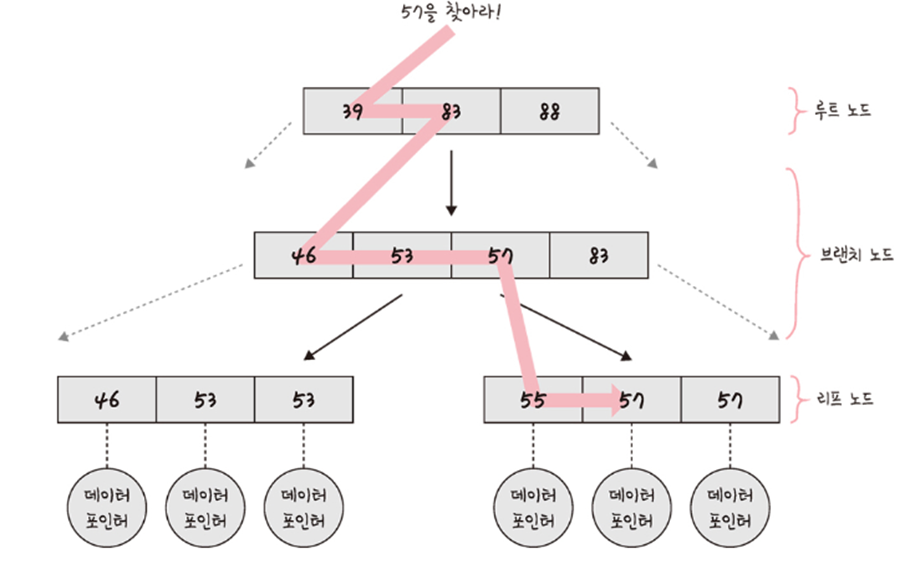 57을 찾아라!
39 83 88
루트 노드
46 53 57 83
브랜치 노드
46 53 53
55 57 57
리프 노드
데이터
포인터
데이터
포인터
데이터
포인터
데이터
포인터
데이터
포인터
데이터
포인터